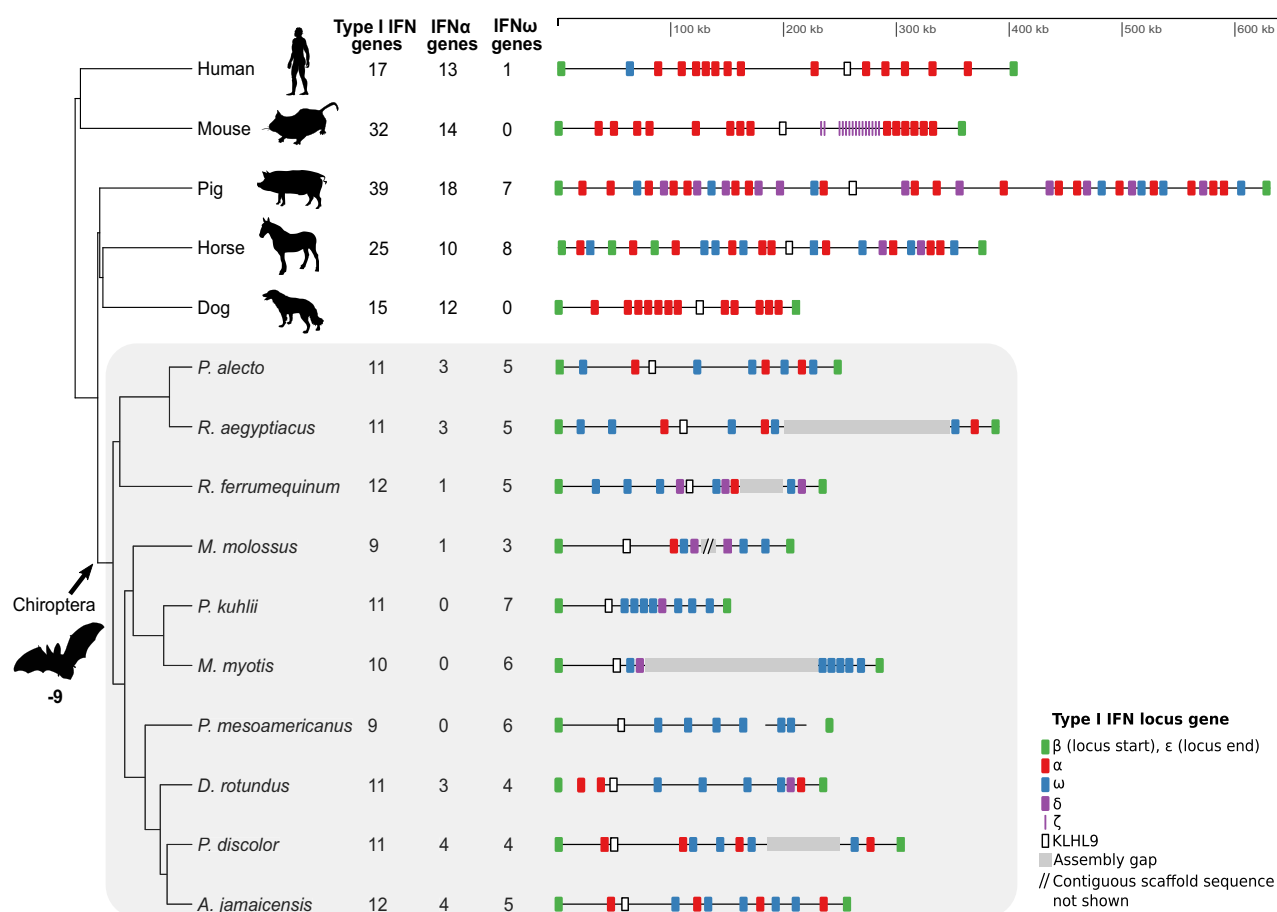 Type I IFN genes IFNα genes IFNω genes
100 kb 200 kb 300 kb 400 kb 500 kb 600 kb
Human 17 13 1
Mouse 32 14 0
Pig 39 18 7
Horse 25 10 8
Dog 15 12 0
P. alecto 11 3 5
R. aegyptiacus 11 3 5
R. ferrumequinum 12 1 5
M. molossus 9 1 3
//
P. kuhlii 11 0 7
M. myotis 10 0 6
P. mesoamericanus 9 0 6
D. rotundus 11 3 4
P. discolor 11 4 4
A. jamaicensis 12 4 5
Chiroptera
-9
Type I IFN locus gene
β (locus start), ε (locus end)
α
ω
δ
ζ
KLHL9
Assembly gap
// Contiguous scaffold sequence
not shown